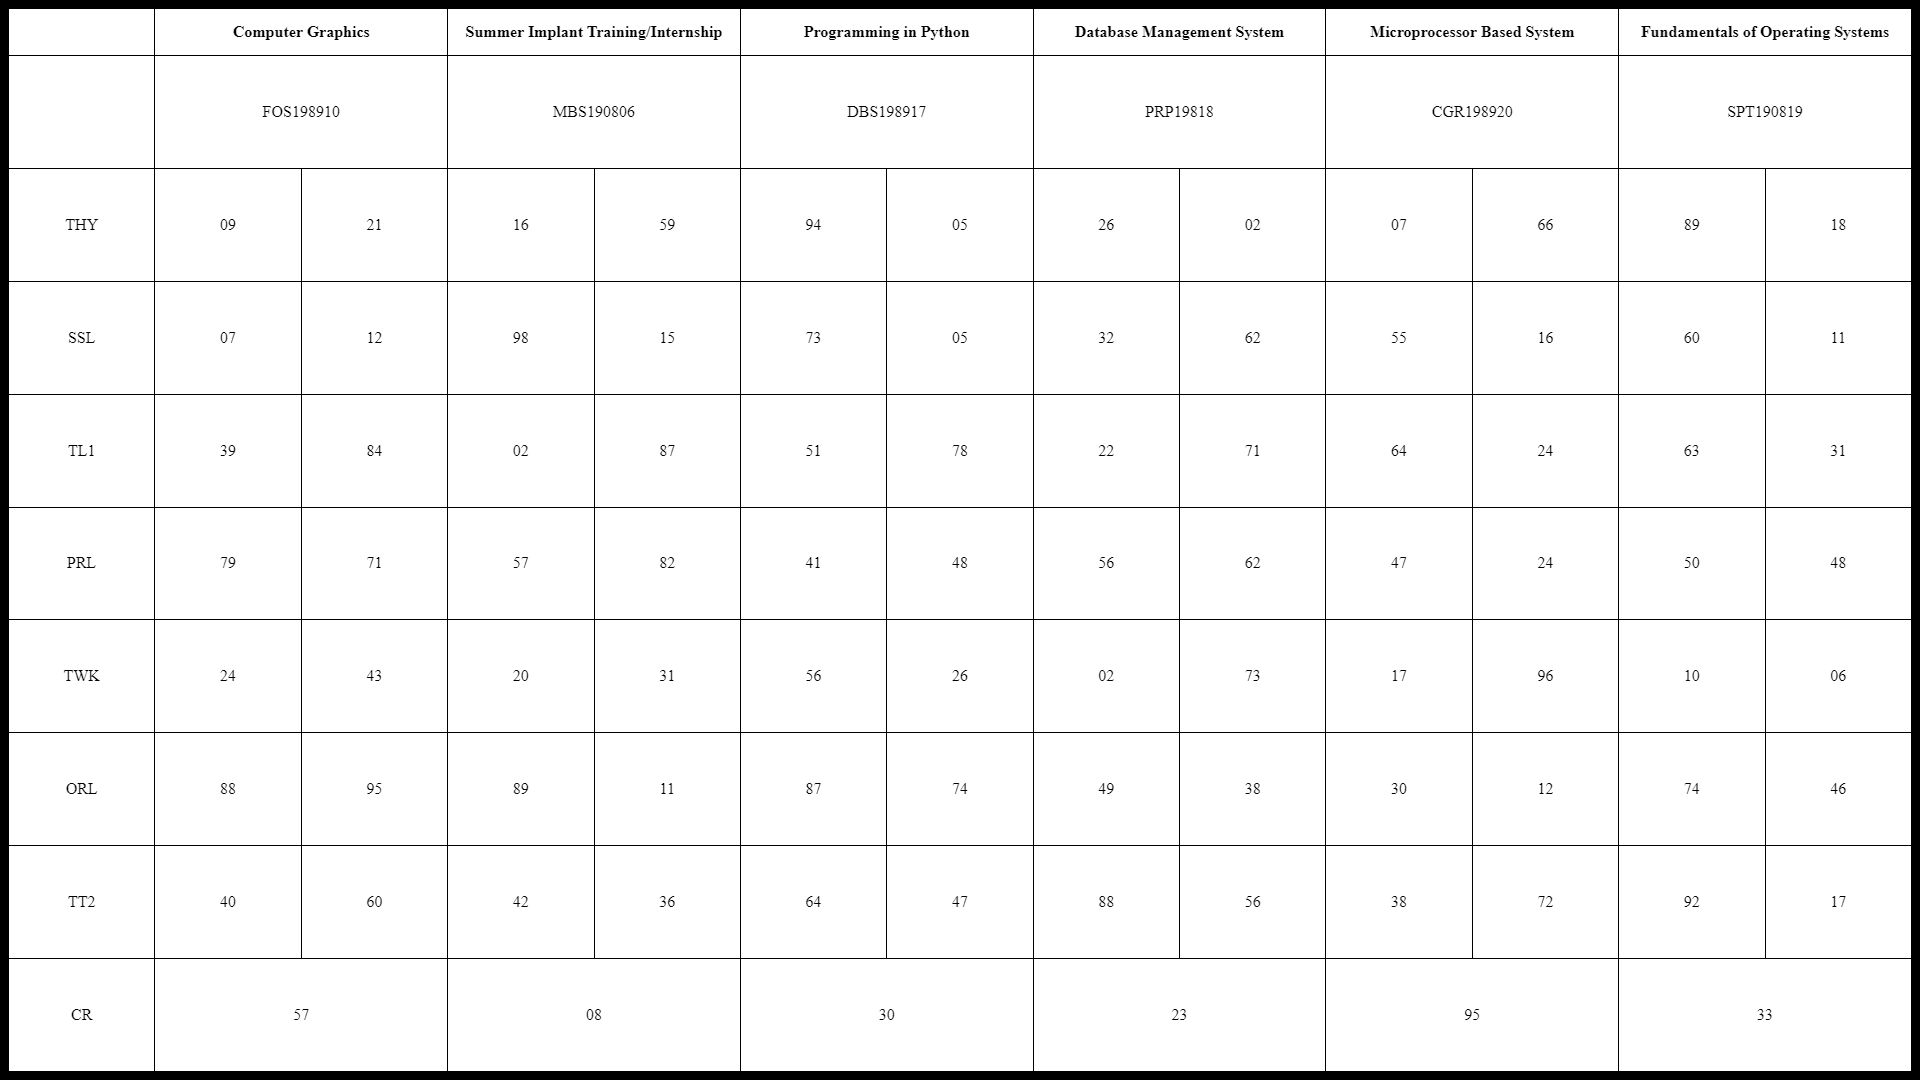 Computer Graphics Summer Implant Training/Internship Programming in Python Database Management System Microprocessor Based System Fundamentals of Operating Systems
FOS198910 MBS190806 DBS198917 PRP19818 CGR198920 SPT190819
THY 09 21 16 59 94 05 26 02 07 66 89 18
SSL 07 12 98 15 73 05 32 62 55 16 60 11
TL1 39 84 02 87 51 78 22 71 64 24 63 31
PRL 79 71 57 82 41 48 56 62 47 24 50 48
TWK 24 43 20 31 56 26 02 73 17 96 10 06
ORL 88 95 89 11 87 74 49 38 30 12 74 46
TT2 40 60 42 36 64 47 88 56 38 72 92 17
CR 57 08 30 23 95 33